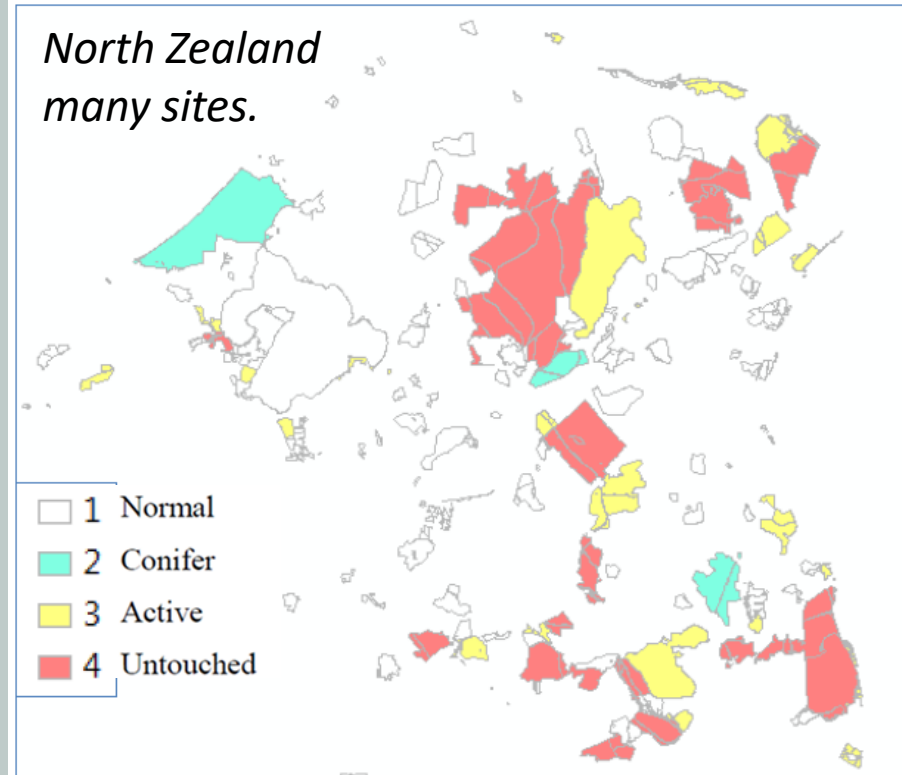 North Zealand
many sites.
1 Normal
2 Conifer
3 Active
4 Untouched